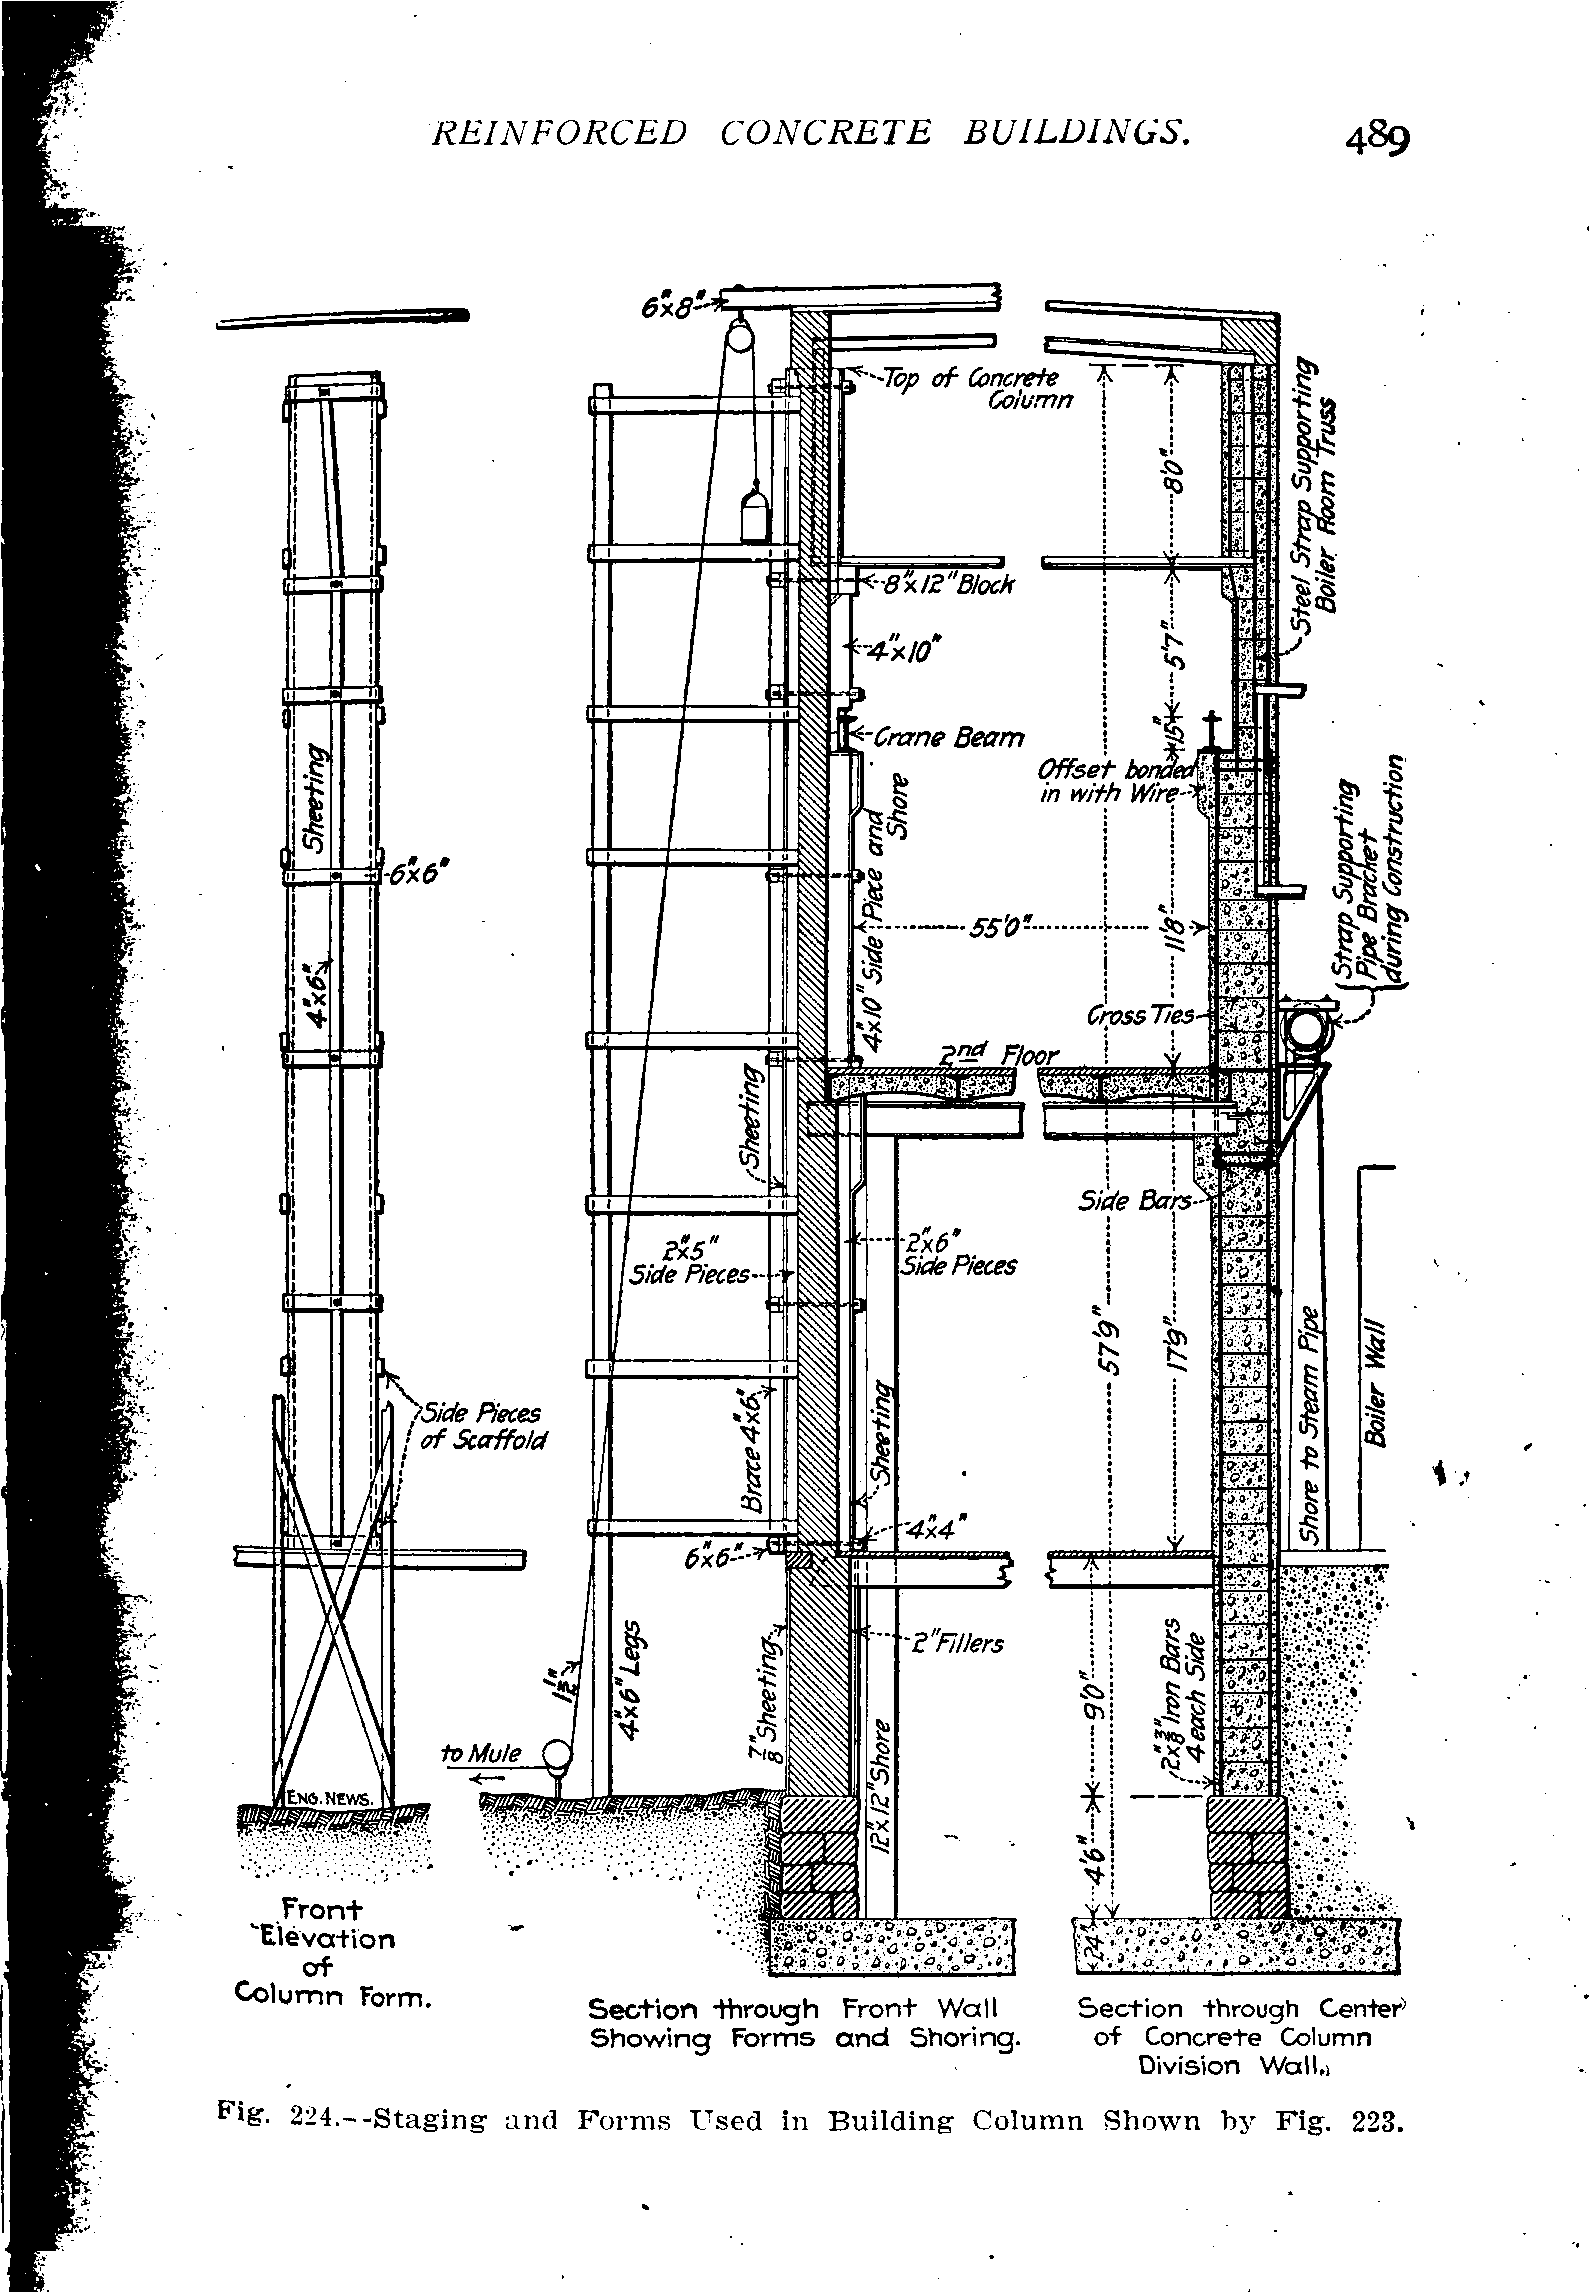 REINFORCED CONCRETE BUILDINGS. 489
6"x8"
Top of Concrete
Column
8'0"
Steel Strap Supporting
Boiler Room Truss
8"x12" Block
4"x10"
5'7"
Crane Beam
15"
Offset bonded
in with Wire
Sheeting
6"x6"
4"x6"
4"x10" Side Piece and
Shore
55'0"
11'8"
Strap Supporting
Pipe Bracket
during Construction
Cross Ties
2nd Floor
Sheeting
Side Bars
2"x5"
Side Pieces
2"x6"
Side Pieces
57'9"
17'9"
Shore to Steam Pipe
Boiler Wall
Side Pieces
of Scaffold
Brace 4"x6"
Sheeting
4"x4"
6"x6"
1½"
4"x6" Legs
7/8" Sheeting
2" Fillers
12"x12" Shore
9'0"
2"x3/8" Iron Bars
4 each Side
to Mule
ENG. NEWS.
4'6"
24"
Front
Elevation
of
Column Form.
Section through Front Wall
Showing Forms and Shoring.
Section through Center
of Concrete Column
Division Wall.
Fig. 224.--Staging and Forms Used in Building Column Shown by Fig. 223.